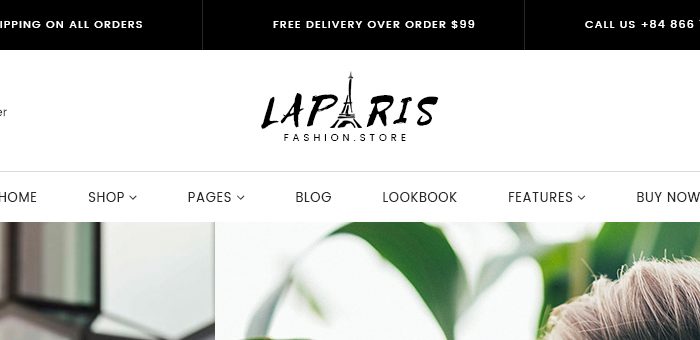 IPPING ON ALL ORDERS
FREE DELIVERY OVER ORDER $99
CALL US +84 866
er
LAPARIS
FASHION.STORE
HOME
SHOP
PAGES
BLOG
LOOKBOOK
FEATURES
BUY NOW